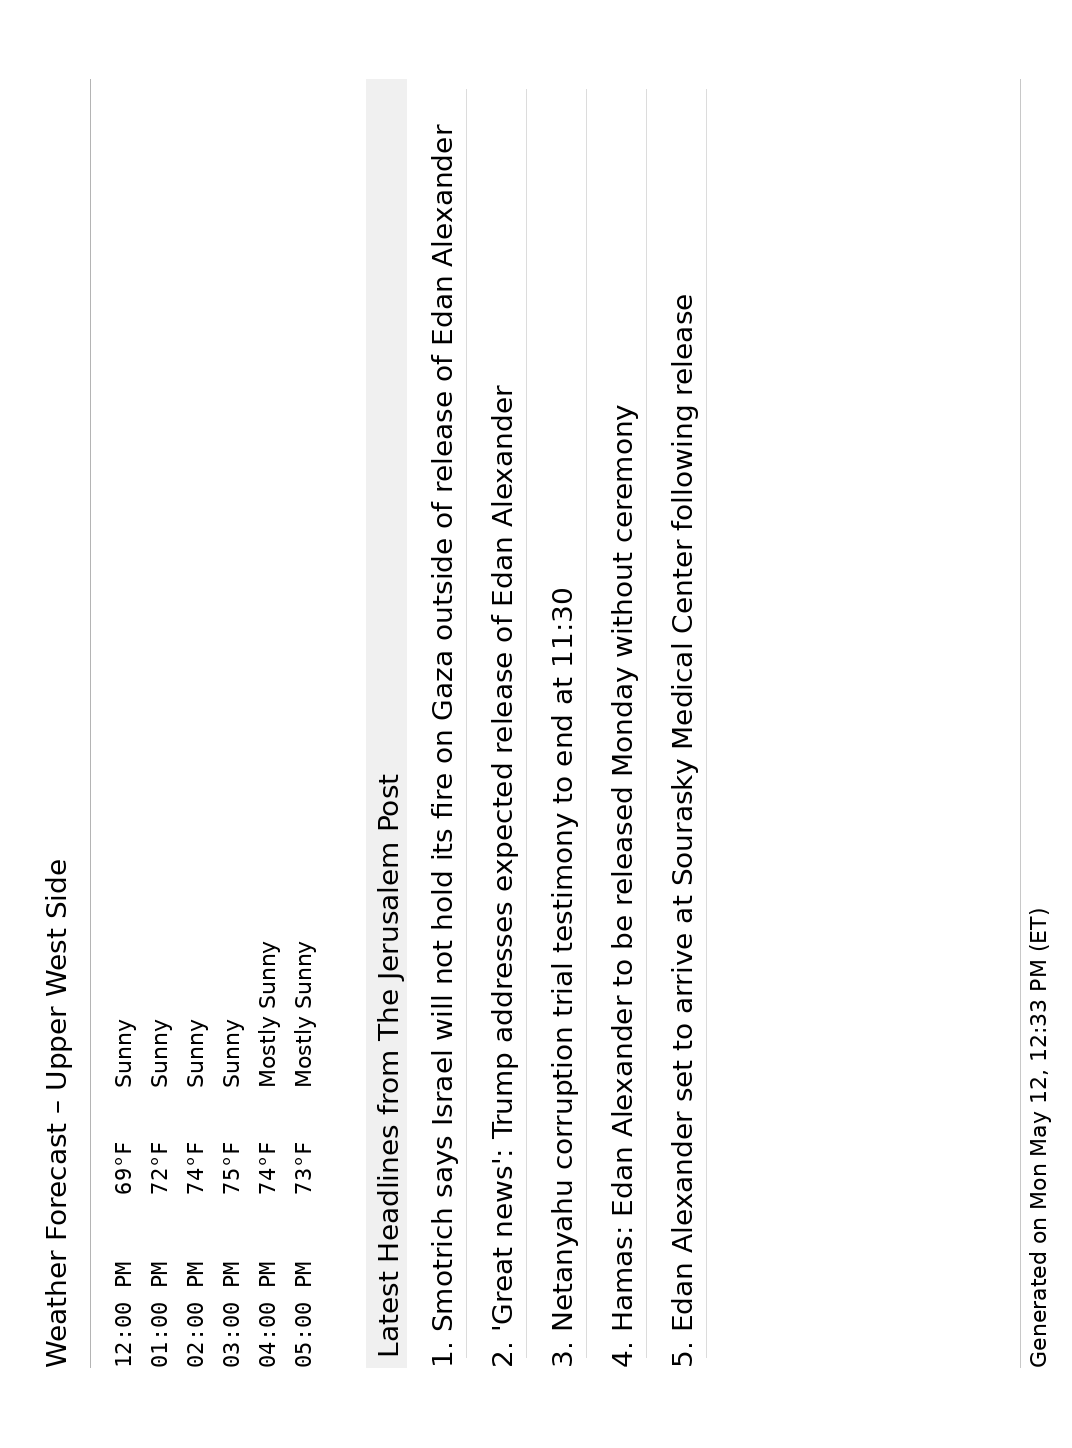 Weather Forecast – Upper West Side
12:00 PM 69°F Sunny
01:00 PM 72°F Sunny
02:00 PM 74°F Sunny
03:00 PM 75°F Sunny
04:00 PM 74°F Mostly Sunny
05:00 PM 73°F Mostly Sunny
Latest Headlines from The Jerusalem Post
1. Smotrich says Israel will not hold its fire on Gaza outside of release of Edan Alexander
2. 'Great news': Trump addresses expected release of Edan Alexander
3. Netanyahu corruption trial testimony to end at 11:30
4. Hamas: Edan Alexander to be released Monday without ceremony
5. Edan Alexander set to arrive at Sourasky Medical Center following release
Generated on Mon May 12, 12:33 PM (ET)